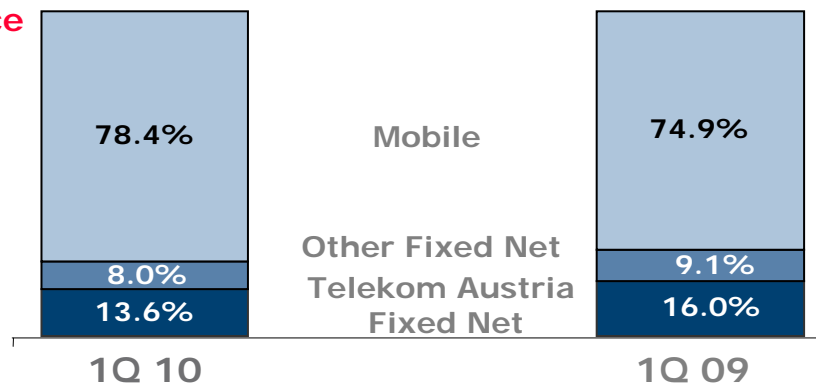 78.4%
Mobile
74.9%
Other Fixed Net
8.0%
9.1%
Telekom Austria
Fixed Net
13.6%
16.0%
1Q 10
1Q 09